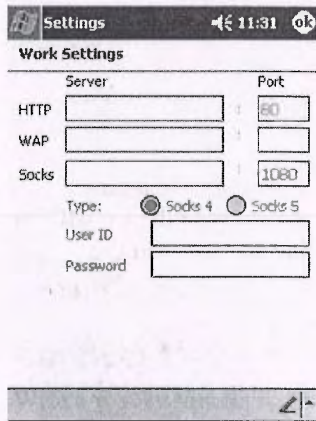 Settings 11:31 ok
Work Settings
Server Port
HTTP : 80
WAP :
Socks : 1080
Type: Socks 4 Socks 5
User ID
Password